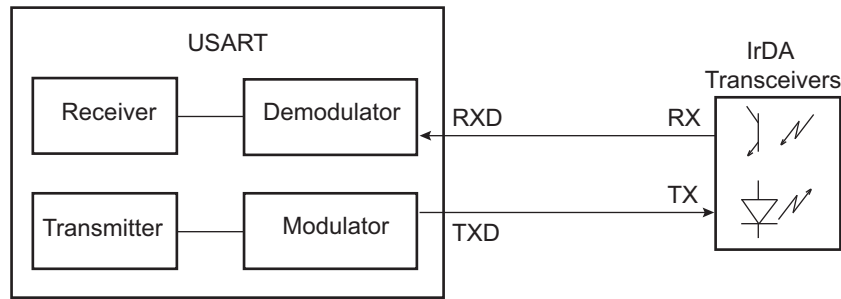 USART
IrDA
Transceivers
Receiver
Demodulator
RXD
RX
Transmitter
Modulator
TXD
TX